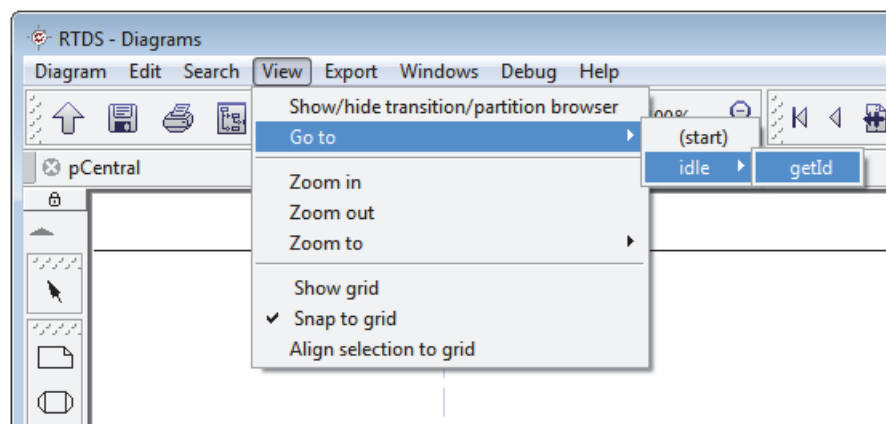 RTDS - Diagrams
Diagram Edit Search View Export Windows Debug Help
Show/hide transition/partition browser
Go to
(start)
idle
getId
pCentral
Zoom in
Zoom out
Zoom to
Show grid
Snap to grid
Align selection to grid